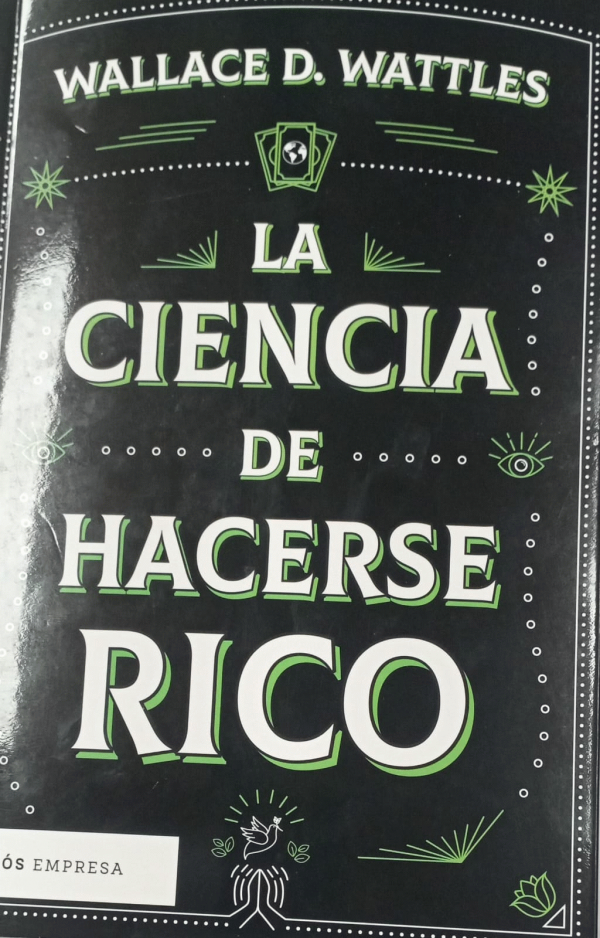 WALLACE D. WATTLES
LA
CIENCIA
DE
HACERSE
RICO
ÓS EMPRESA